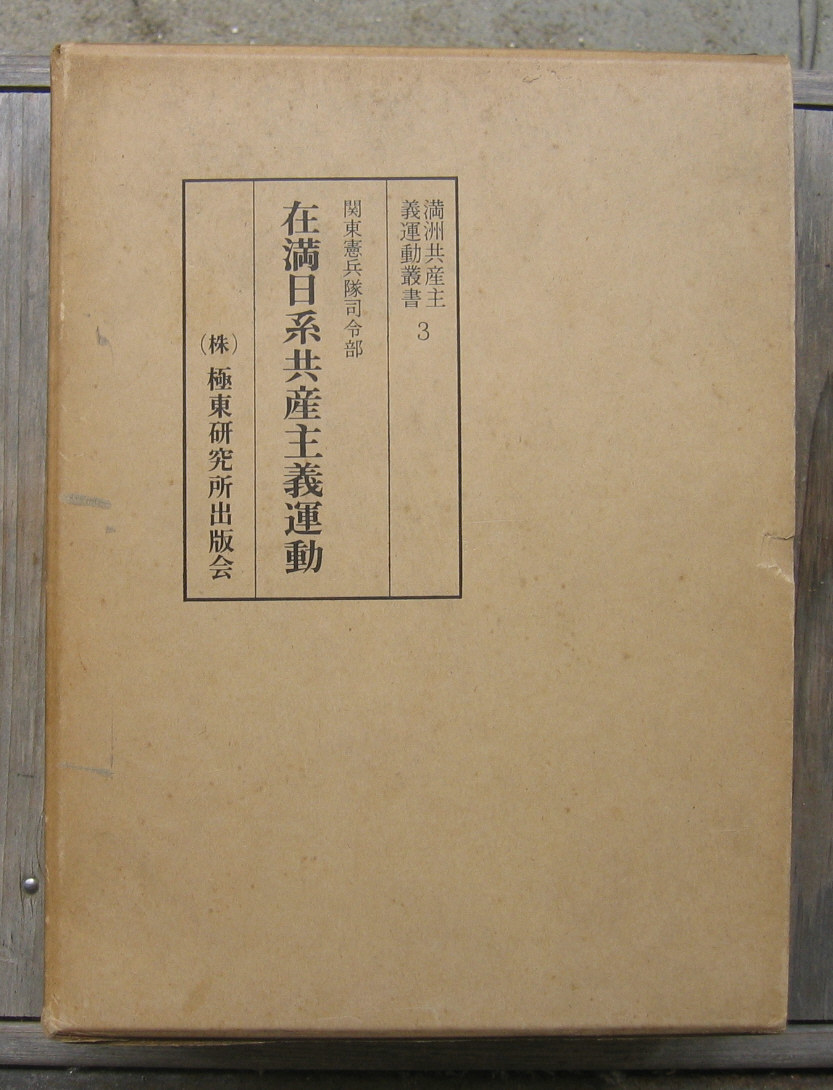 満洲共産主
義運動叢書
3
関東憲兵隊司令部
在満日系共産主義運動
（株）極東研究所出版会